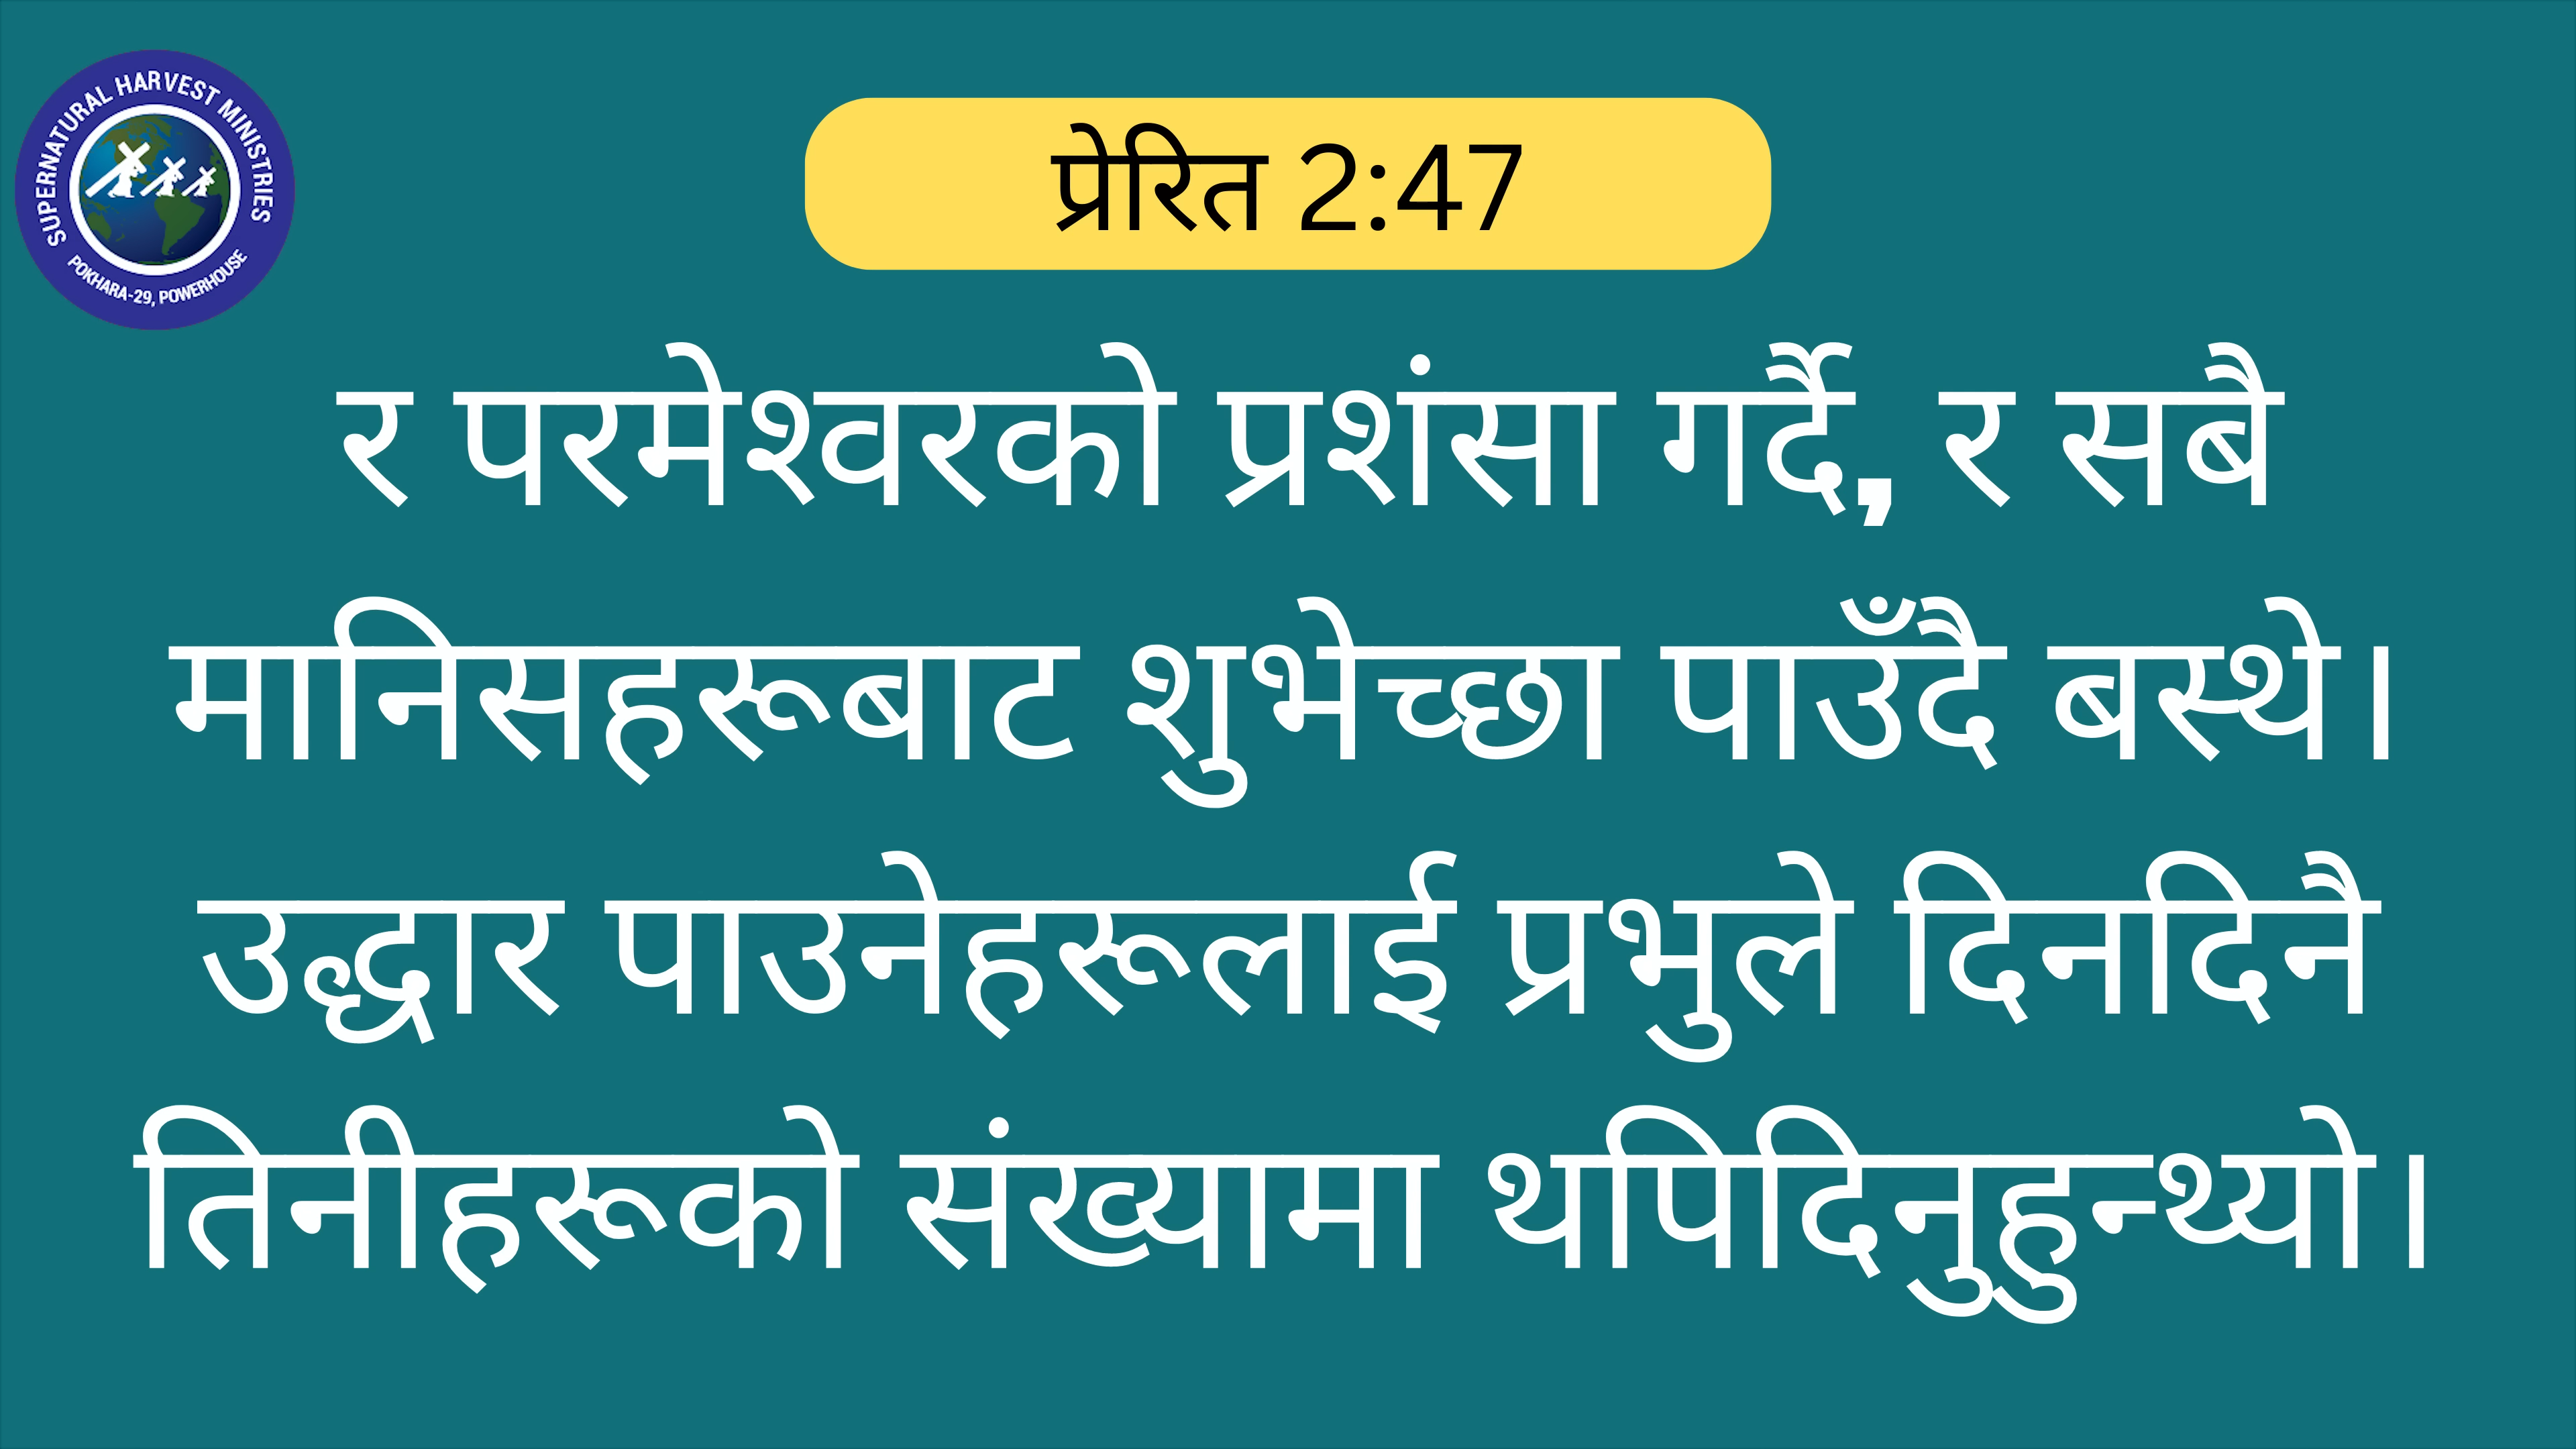 SUPERNATURAL HARVEST MINISTRIES
POKHARA-29, POWERHOUSE
प्रेरित 2:47
र परमेश्वरको प्रशंसा गर्दै, र सबै
मानिसहरूबाट शुभेच्छा पाउँदै बस्थे।
उद्धार पाउनेहरूलाई प्रभुले दिनदिनै
तिनीहरूको संख्यामा थपिदिनुहुन्थ्यो।